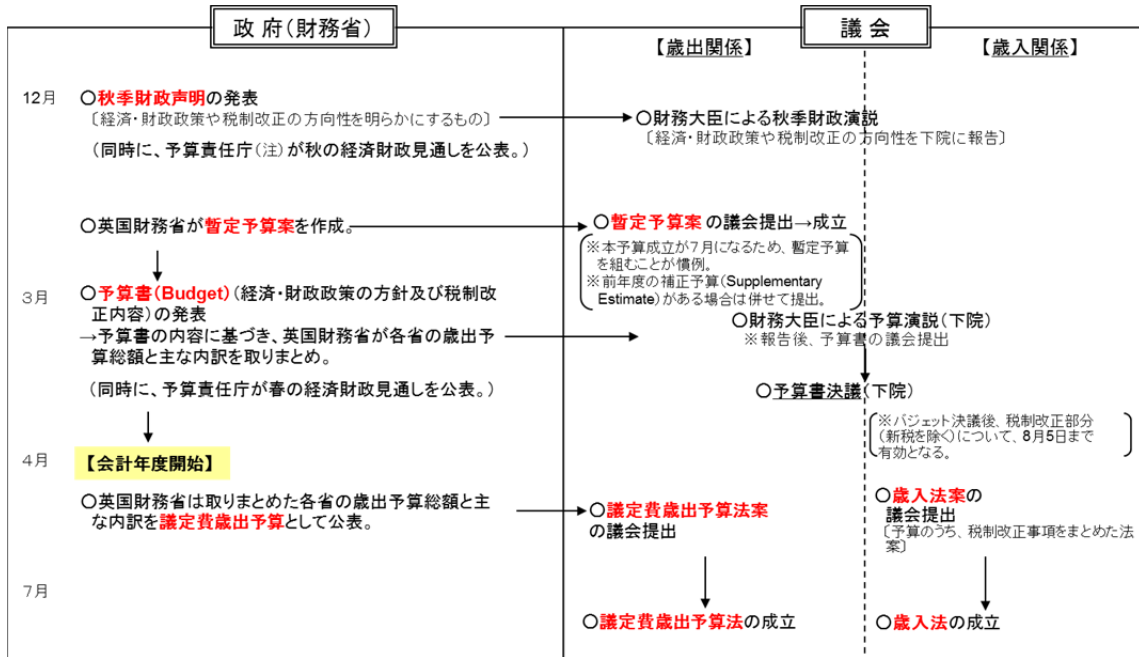 政府(財務省)
議会
【歳出関係】
【歳入関係】
12月
○秋季財政声明の発表
〔経済・財政政策や税制改正の方向性を明らかにするもの〕
(同時に、予算責任庁(注)が秋の経済財政見通しを公表。)
○財務大臣による秋季財政演説
〔経済・財政政策や税制改正の方向性を下院に報告〕
○英国財務省が暫定予算案を作成。
○暫定予算案の議会提出→成立
※本予算成立が7月になるため、暫定予算
を組むことが慣例。
※前年度の補正予算(Supplementary
Estimate)がある場合は併せて提出。
3月
○予算書(Budget)(経済・財政政策の方針及び税制改
正内容)の発表
→予算書の内容に基づき、英国財務省が各省の歳出予
算総額と主な内訳を取りまとめ。
(同時に、予算責任庁が春の経済財政見通しを公表。)
○財務大臣による予算演説(下院)
※報告後、予算書の議会提出
○予算書決議(下院)
※バジェット決議後、税制改正部分
(新税を除く)について、8月5日まで
有効となる。
4月
【会計年度開始】
○英国財務省は取りまとめた各省の歳出予算総額と主
な内訳を議定費歳出予算として公表。
○議定費歳出予算法案
の議会提出
○歳入法案の
議会提出
〔予算のうち、税制改正事項をまとめた法
案〕
7月
○議定費歳出予算法の成立
○歳入法の成立